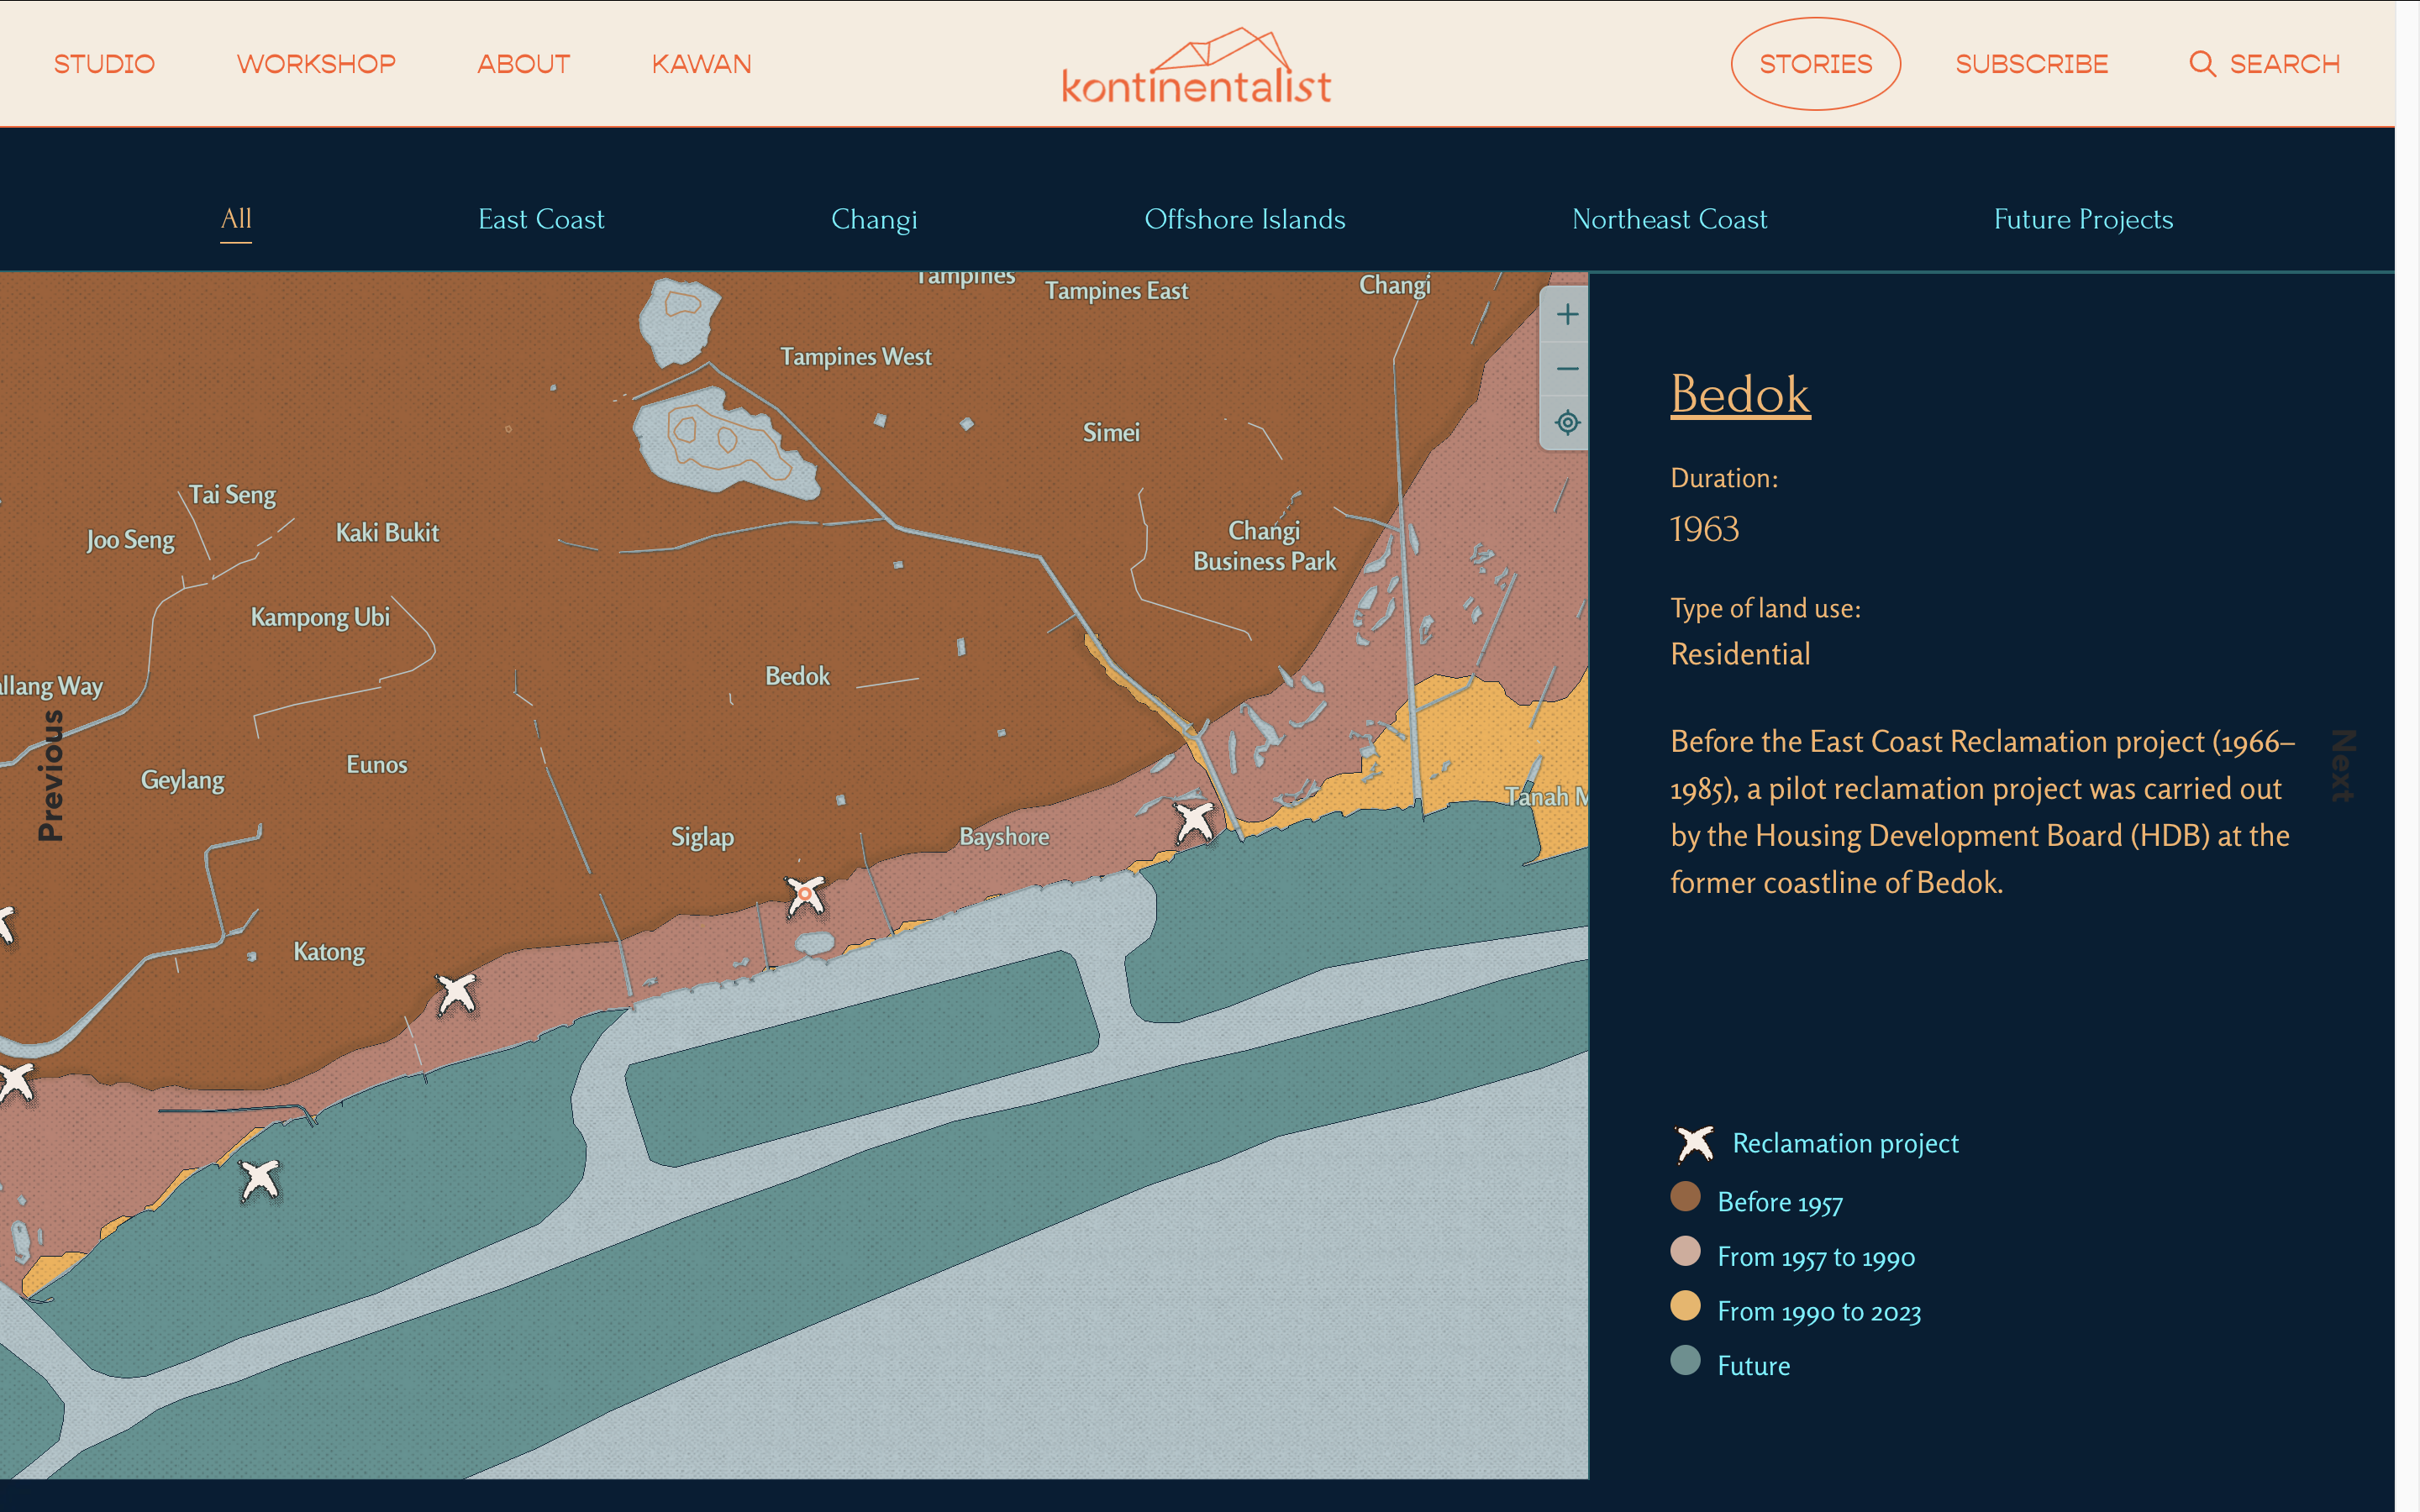 STUDIO
WORKSHOP
ABOUT
KAWAN
kontinentalist
STORIES
SUBSCRIBE
SEARCH
All
East Coast
Changi
Offshore Islands
Northeast Coast
Future Projects
Tampines
Tampines East
Changi
Tampines West
Simei
Tai Seng
Joo Seng
Kaki Bukit
Changi
Business Park
Kampong Ubi
Bedok
allang Way
Previous
Eunos
Geylang
Tanah M
Siglap
Bayshore
Katong
+
−
Bedok
Duration:
1963
Type of land use:
Residential
Before the East Coast Reclamation project (1966–
1985), a pilot reclamation project was carried out
by the Housing Development Board (HDB) at the
former coastline of Bedok.
Next
Reclamation project
Before 1957
From 1957 to 1990
From 1990 to 2023
Future